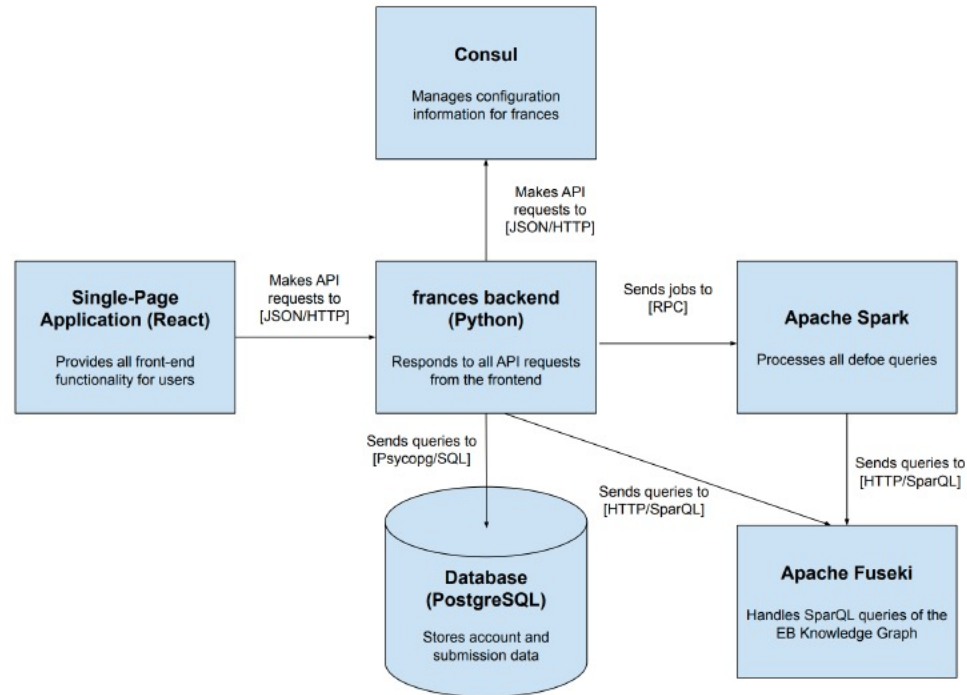 Consul
Manages configuration
information for frances
Makes API
requests to
[JSON/HTTP]
Single-Page
Application (React)
Provides all front-end
functionality for users
Makes API
requests to
[JSON/HTTP]
frances backend
(Python)
Responds to all API requests
from the frontend
Sends jobs to
[RPC]
Apache Spark
Processes all defoe queries
Sends queries to
[Psycopg/SQL]
Sends queries to
[HTTP/SparQL]
Sends queries to
[HTTP/SparQL]
Database
(PostgreSQL)
Stores account and
submission data
Apache Fuseki
Handles SparQL queries of the
EB Knowledge Graph